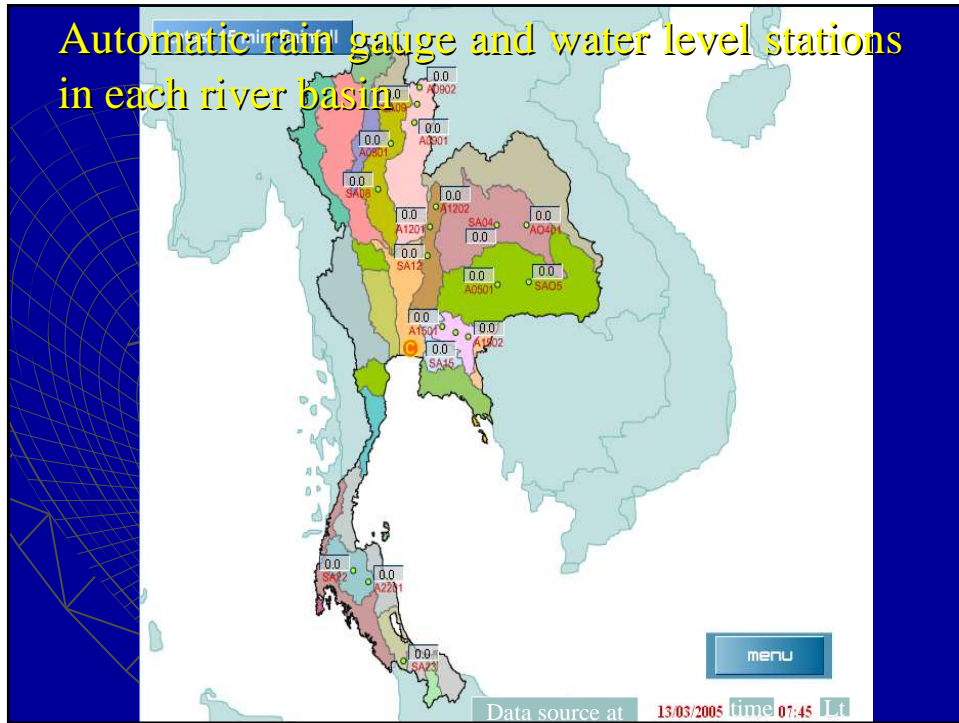 Automatic rain gauge and water level stations
in each river basin
0.0
A0902
0.0
0.0
A0901
0.0
A0801
0.0
SA08
0.0
A1202
0.0
A1201
SA04
0.0
0.0
AO401
0.0
SA12
0.0
A0501
0.0
SAO5
0.0
A1501
0.0
A1502
0.0
SA15
0.0
SA22
0.0
A2201
0.0
SA23
C
menu
Data source at 13/03/2005 time 07:45 Lt